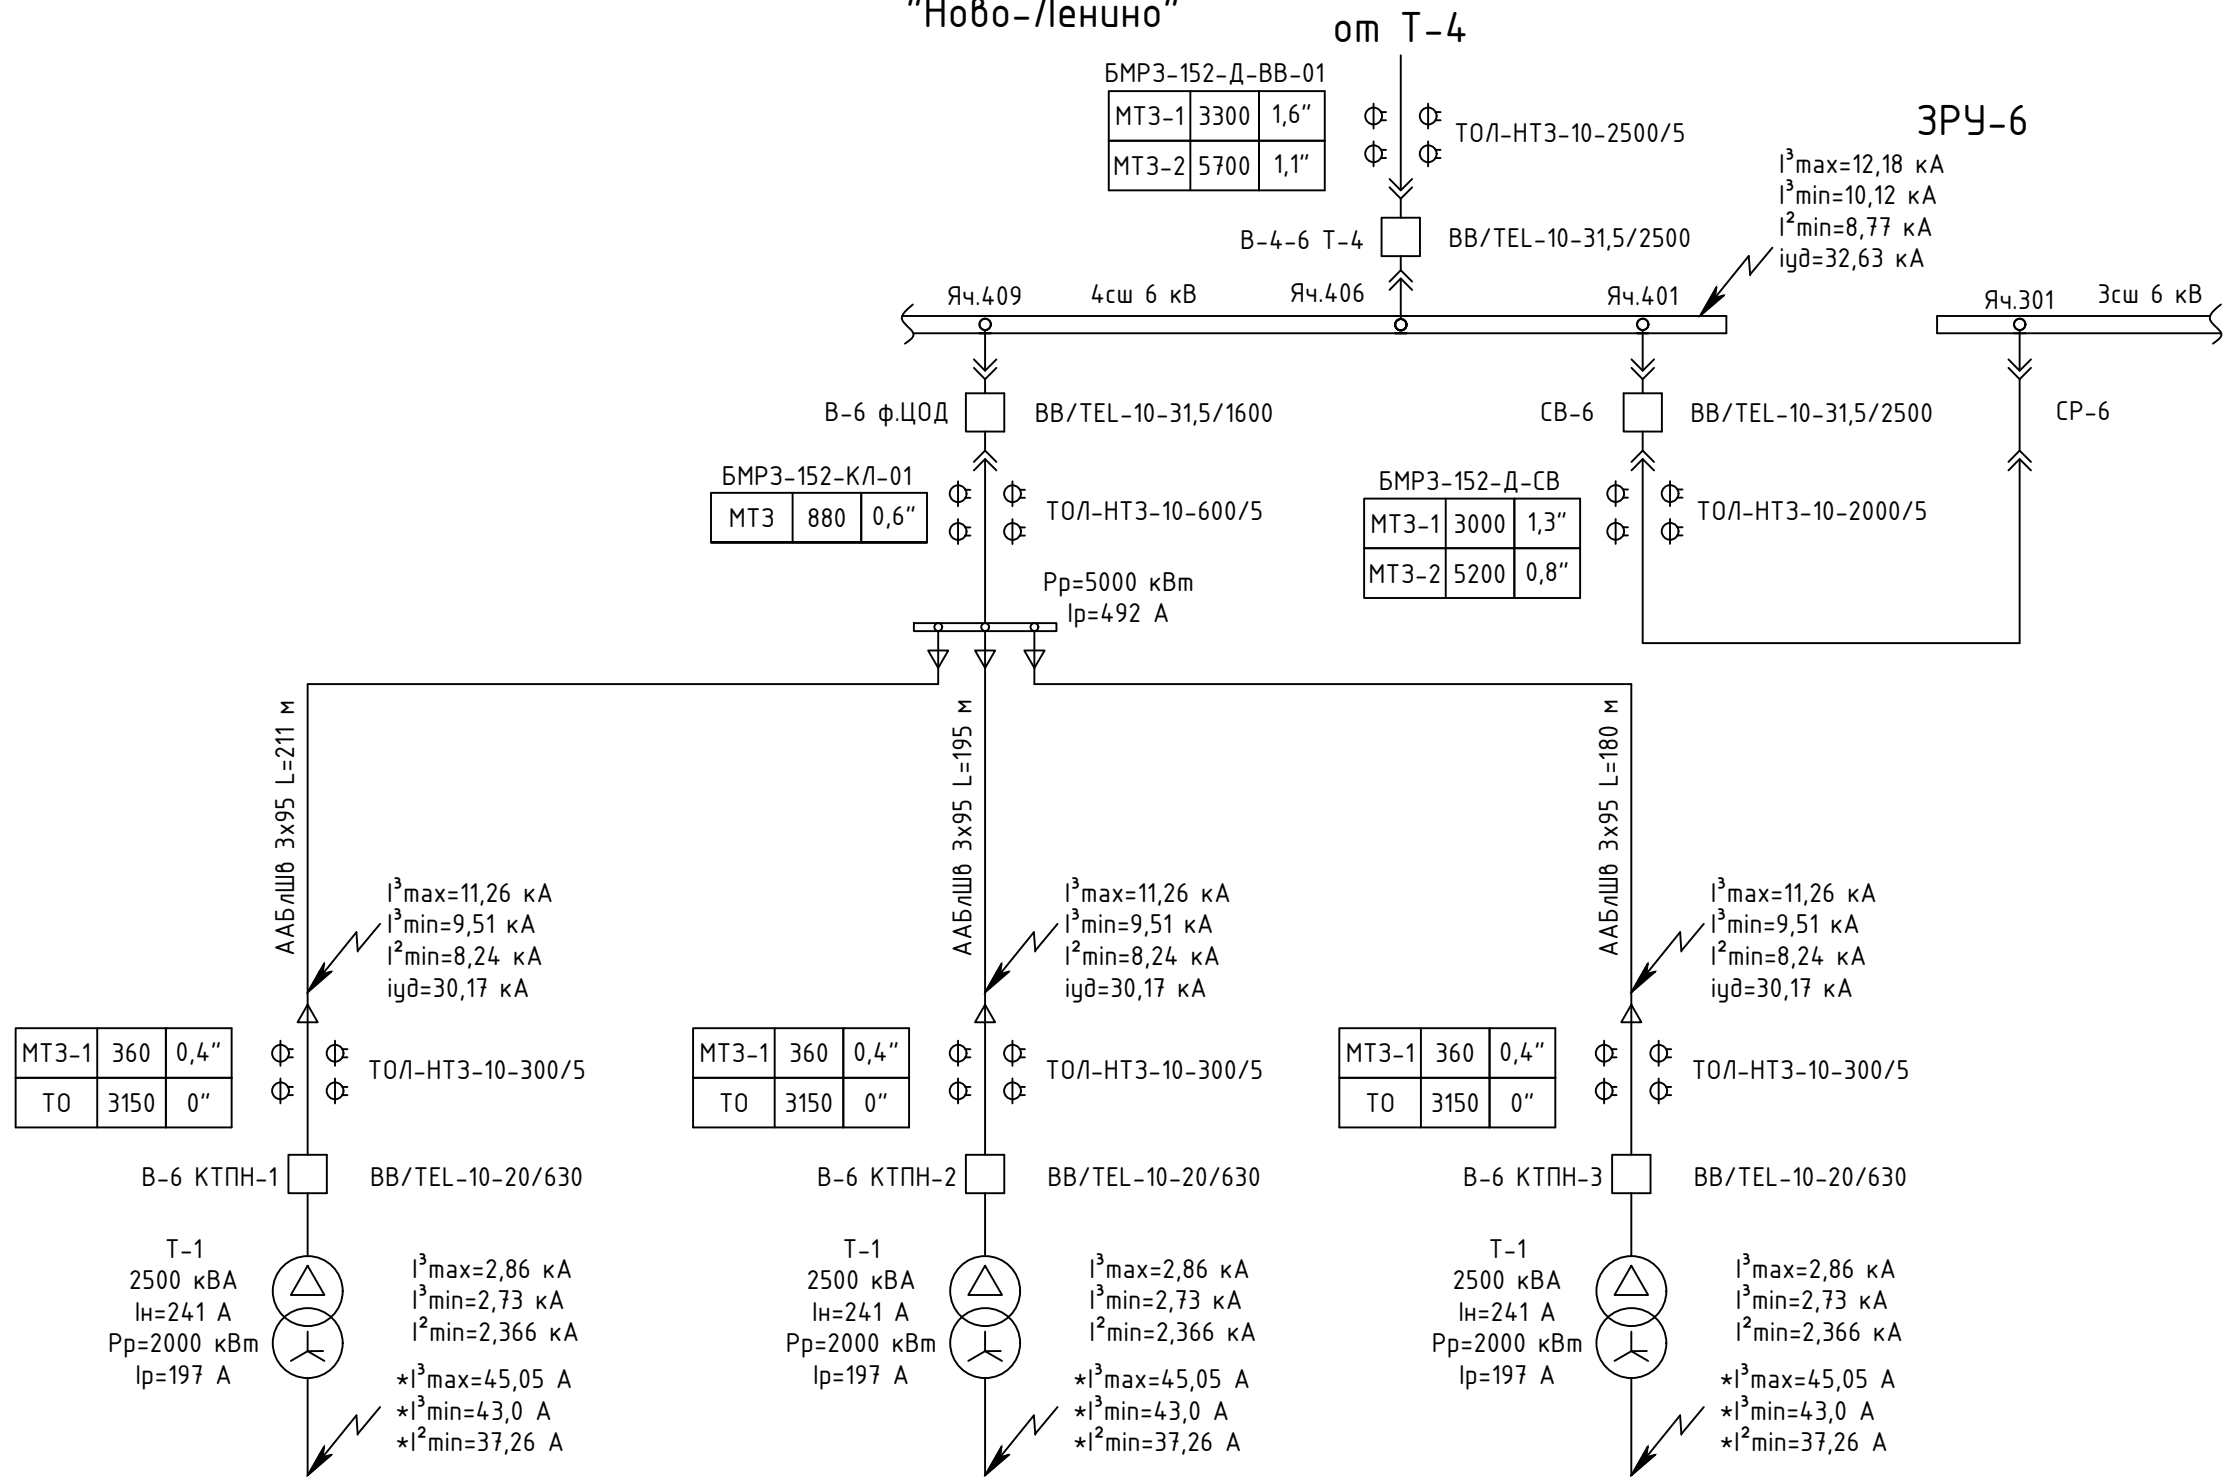 "Ново-Ленино"
от Т-4
БМРЗ-152-Д-ВВ-01
МТЗ-1 3300 1,6"
МТЗ-2 5700 1,1"
ТОЛ-НТЗ-10-2500/5
ЗРУ-6
I³max=12,18 кА
I³min=10,12 кА
I²min=8,77 кА
iуд=32,63 кА
В-4-6 Т-4
ВВ/TEL-10-31,5/2500
Яч.409
4сш 6 кВ
Яч.406
Яч.401
Яч.301
3сш 6 кВ
В-6 ф.ЦОД
ВВ/TEL-10-31,5/1600
СВ-6
ВВ/TEL-10-31,5/2500
СР-6
БМРЗ-152-КЛ-01
МТЗ 880 0,6"
ТОЛ-НТЗ-10-600/5
БМРЗ-152-Д-СВ
МТЗ-1 3000 1,3"
МТЗ-2 5200 0,8"
ТОЛ-НТЗ-10-2000/5
Рр=5000 кВт
Iр=492 А
ААБлШв 3х95 L=211 м
I³max=11,26 кА
I³min=9,51 кА
I²min=8,24 кА
iуд=30,17 кА
МТЗ-1 360 0,4"
ТО 3150 0"
ТОЛ-НТЗ-10-300/5
В-6 КТПН-1
ВВ/TEL-10-20/630
Т-1
2500 кВА
Iн=241 А
Рр=2000 кВт
Iр=197 А
I³max=2,86 кА
I³min=2,73 кА
I²min=2,366 кА
*I³max=45,05 А
*I³min=43,0 А
*I²min=37,26 А
ААБлШв 3х95 L=195 м
I³max=11,26 кА
I³min=9,51 кА
I²min=8,24 кА
iуд=30,17 кА
МТЗ-1 360 0,4"
ТО 3150 0"
ТОЛ-НТЗ-10-300/5
В-6 КТПН-2
ВВ/TEL-10-20/630
Т-1
2500 кВА
Iн=241 А
Рр=2000 кВт
Iр=197 А
I³max=2,86 кА
I³min=2,73 кА
I²min=2,366 кА
*I³max=45,05 А
*I³min=43,0 А
*I²min=37,26 А
ААБлШв 3х95 L=180 м
I³max=11,26 кА
I³min=9,51 кА
I²min=8,24 кА
iуд=30,17 кА
МТЗ-1 360 0,4"
ТО 3150 0"
ТОЛ-НТЗ-10-300/5
В-6 КТПН-3
ВВ/TEL-10-20/630
Т-1
2500 кВА
Iн=241 А
Рр=2000 кВт
Iр=197 А
I³max=2,86 кА
I³min=2,73 кА
I²min=2,366 кА
*I³max=45,05 А
*I³min=43,0 А
*I²min=37,26 А